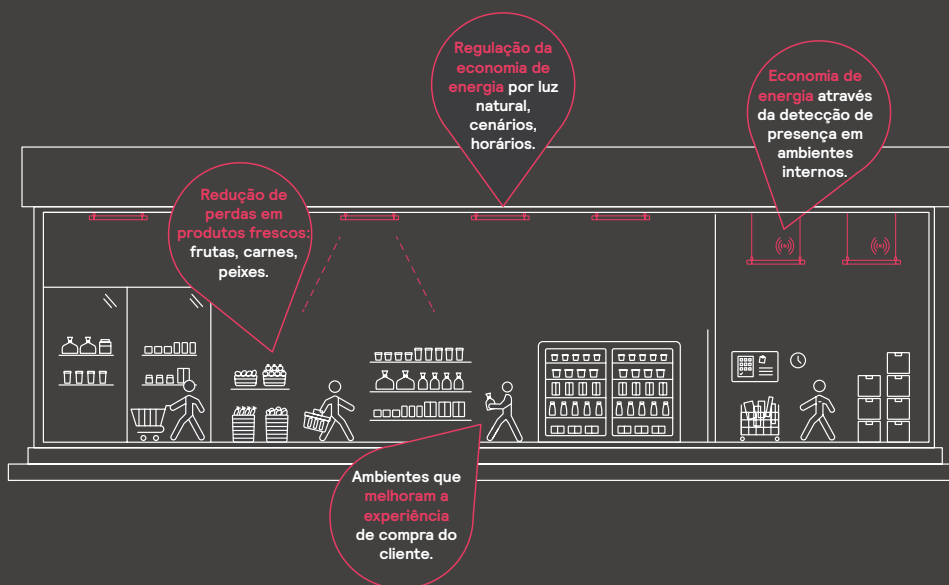 Regulação da
economia de
energia por luz
natural,
cenários,
horários.
Economia de
energia através
da detecção de
presença em
ambientes
internos.
Redução de
perdas em
produtos frescos:
frutas, carnes,
peixes.
Ambientes que
melhoram a
experiência
de compra do
cliente.